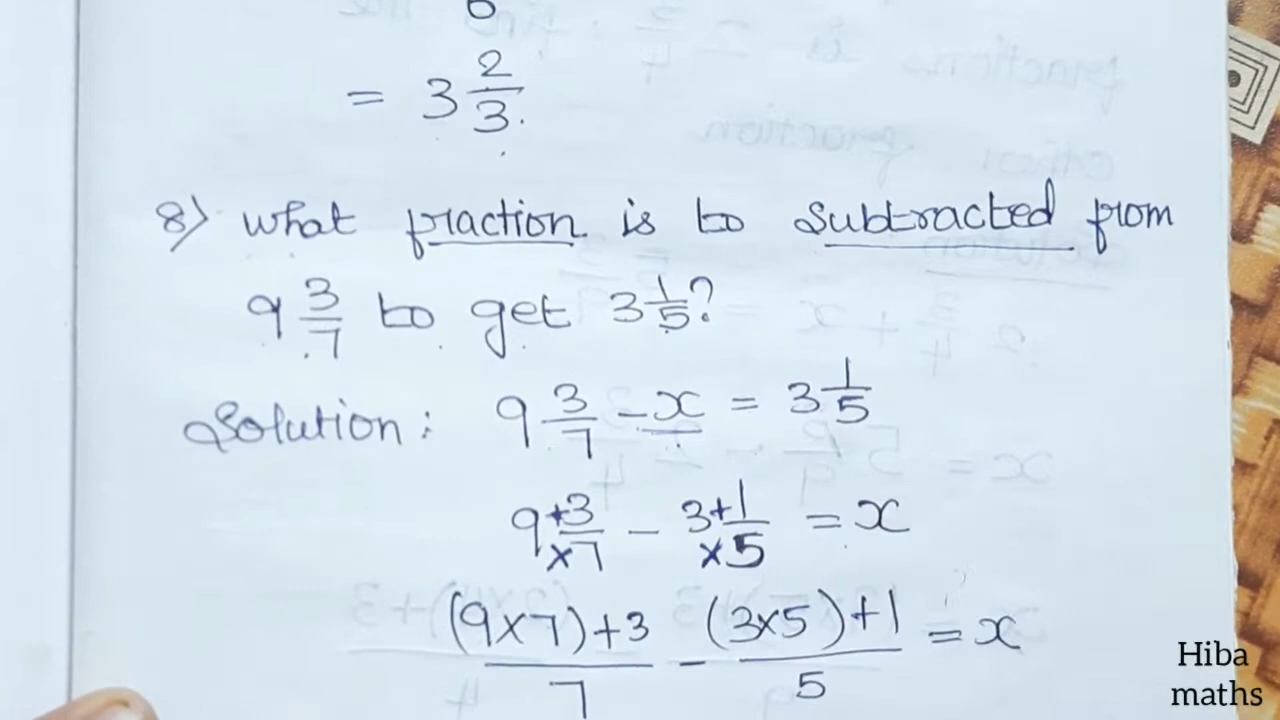 6
= 3 2/3.
8) what fraction is to subtracted from
9 3/7 to get 3 1/5?
Solution: 9 3/7 - x = 3 1/5
9 + 3/× 7 - 3 + 1/× 5 = x
(9×7)+3/7 - (3×5)+1/5 = x
Hiba
maths